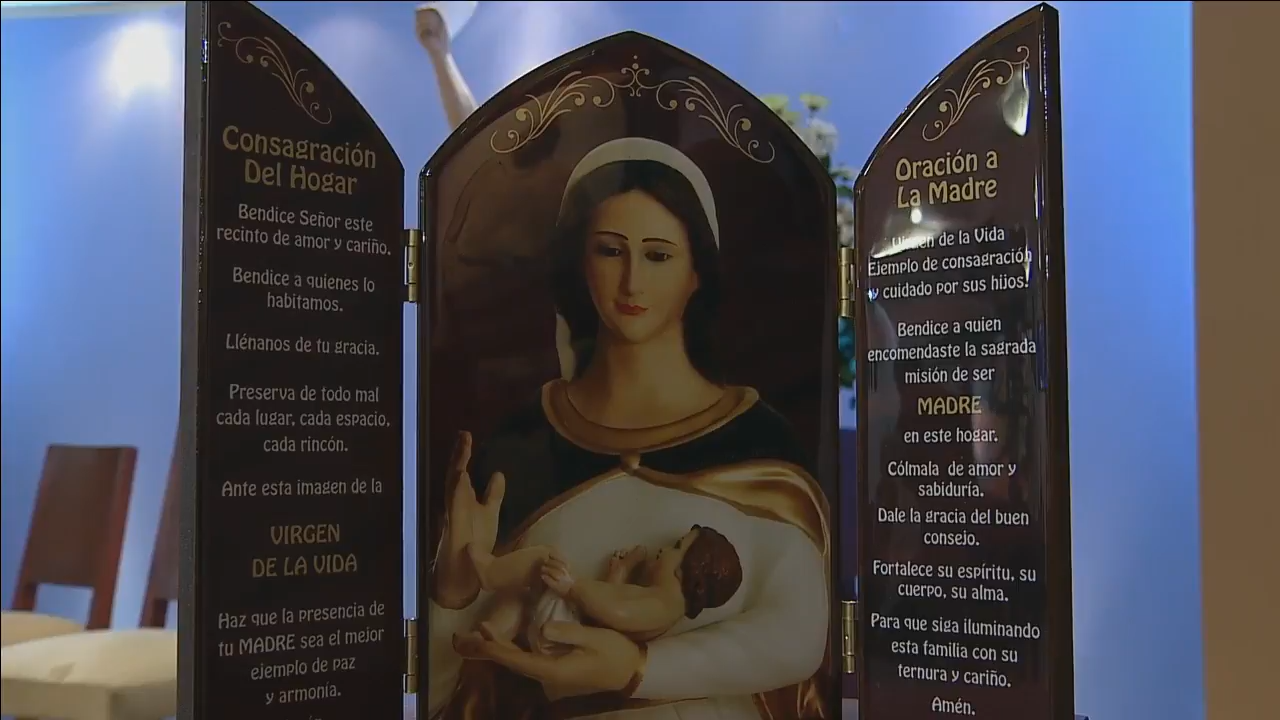 Consagración
Del Hogar
Bendice Señor este
recinto de amor y cariño.
Bendice a quienes lo
habitamos.
Llénanos de tu gracia.
Preserva de todo mal
cada lugar, cada espacio,
cada rincón.
Ante esta imagen de la
VIRGEN
DE LA VIDA
Haz que la presencia de
tu MADRE sea el mejor
ejemplo de paz
y armonía.
Oración a
La Madre
Virgen de la Vida
Ejemplo de consagración
y cuidado por sus hijos.
Bendice a quien
encomendaste la sagrada
misión de ser
MADRE
en este hogar.
Cólmala de amor y
sabiduría.
Dale la gracia del buen
consejo.
Fortalece su espíritu, su
cuerpo, su alma.
Para que siga iluminando
esta familia con su
ternura y cariño.
Amén.